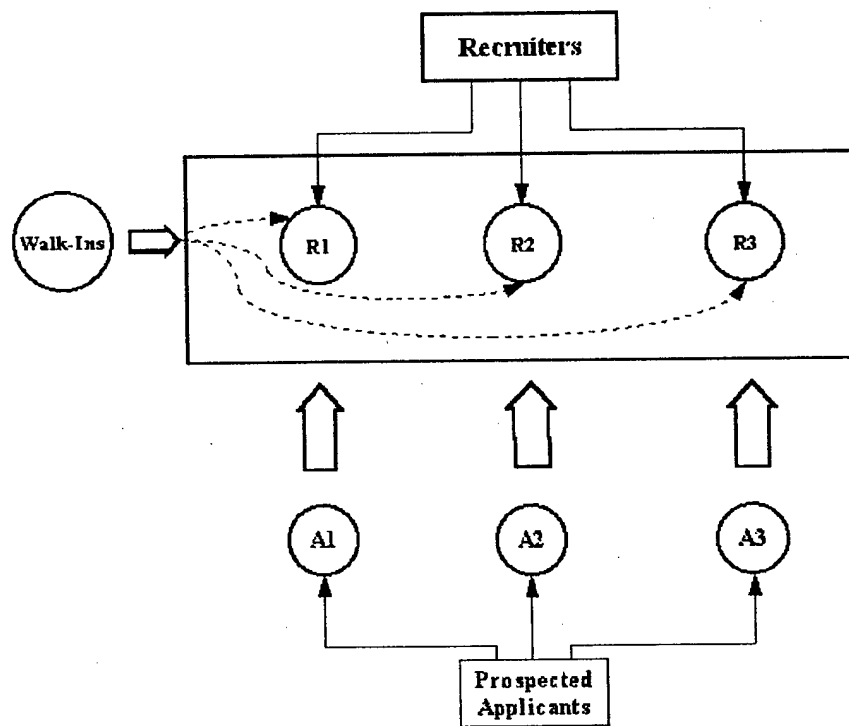 Recruiters
Walk-Ins
R1
R2
R3
A1
A2
A3
Prospected
Applicants